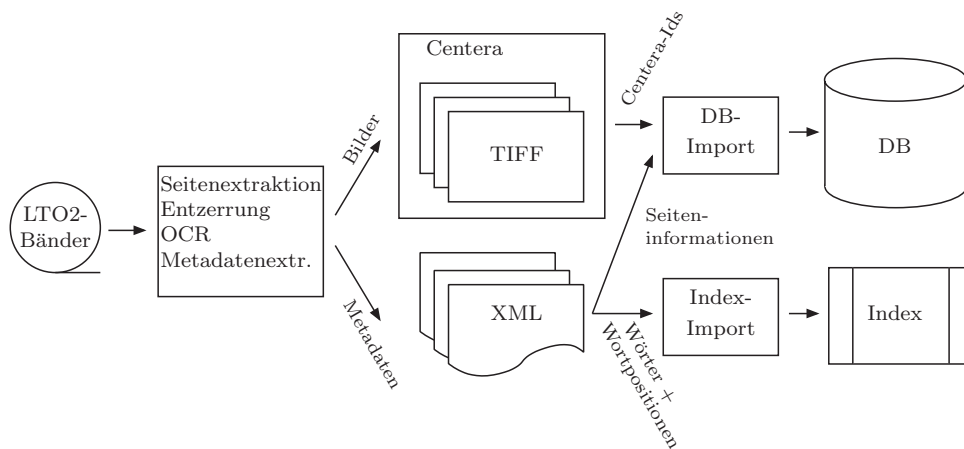 LTO2-
Bänder
Seitenextraktion
Entzerrung
OCR
Metadatenextr.
Bilder
Metadaten
Centera
TIFF
XML
Centera-Ids
Seiten-
informationen
Wörter +
Wortpositionen
DB-
Import
DB
Index-
Import
Index